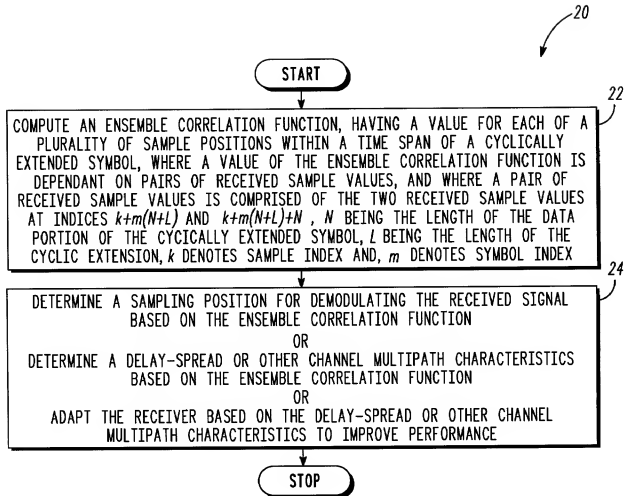 20
START
22
COMPUTE AN ENSEMBLE CORRELATION FUNCTION, HAVING A VALUE FOR EACH OF A
PLURALITY OF SAMPLE POSITIONS WITHIN A TIME SPAN OF A CYCLICALLY
EXTENDED SYMBOL, WHERE A VALUE OF THE ENSEMBLE CORRELATION FUNCTION IS
DEPENDANT ON PAIRS OF RECEIVED SAMPLE VALUES, AND WHERE A PAIR OF
RECEIVED SAMPLE VALUES IS COMPRISED OF THE TWO RECEIVED SAMPLE VALUES
AT INDICES k+m(N+L) AND k+m(N+L)+N , N BEING THE LENGTH OF THE DATA
PORTION OF THE CYCICALLY EXTENDED SYMBOL, L BEING THE LENGTH OF THE
CYCLIC EXTENSION, k DENOTES SAMPLE INDEX AND, m DENOTES SYMBOL INDEX
24
DETERMINE A SAMPLING POSITION FOR DEMODULATING THE RECEIVED SIGNAL
BASED ON THE ENSEMBLE CORRELATION FUNCTION
OR
DETERMINE A DELAY-SPREAD OR OTHER CHANNEL MULTIPATH CHARACTERISTICS
BASED ON THE ENSEMBLE CORRELATION FUNCTION
OR
ADAPT THE RECEIVER BASED ON THE DELAY-SPREAD OR OTHER CHANNEL
MULTIPATH CHARACTERISTICS TO IMPROVE PERFORMANCE
STOP